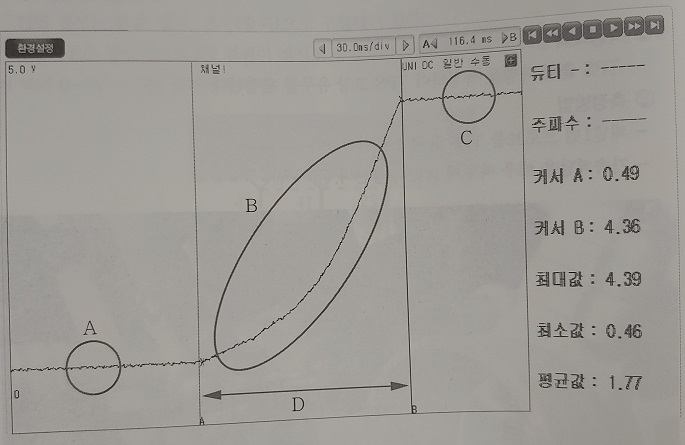 환경설정
30.0ms/div
A 116.4 ms B
5.0 V
채널1
UNI DC 일반 수동
듀티 -: -----
주파수: -----
커서 A: 0.49
커서 B: 4.36
최대값: 4.39
최소값: 0.46
평균값: 1.77
A
B
C
D
0
A
B